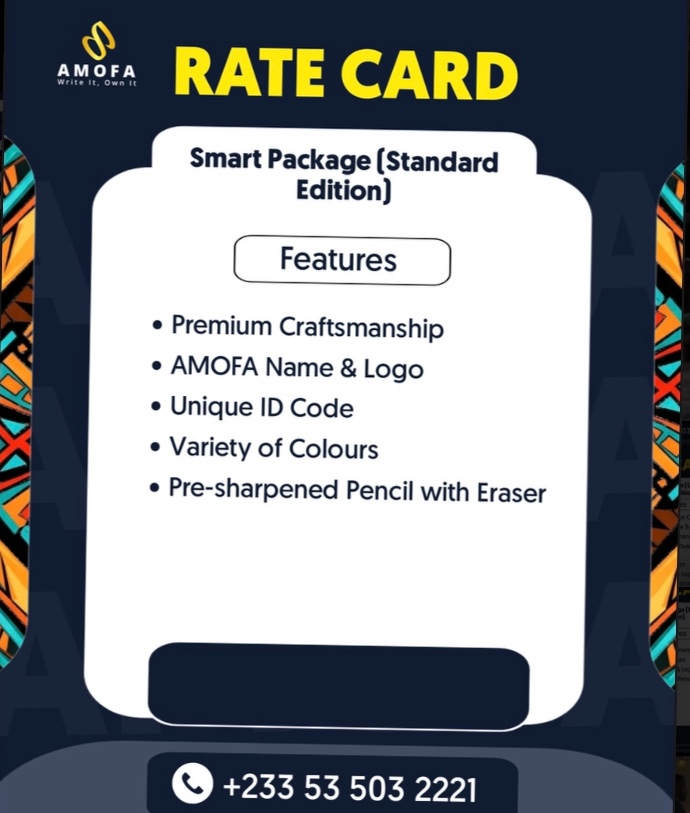 AMOFA
Write It, Own It
RATE CARD
Smart Package (Standard
Edition)
Features
• Premium Craftsmanship
• AMOFA Name & Logo
• Unique ID Code
• Variety of Colours
• Pre-sharpened Pencil with Eraser
+233 53 503 2221